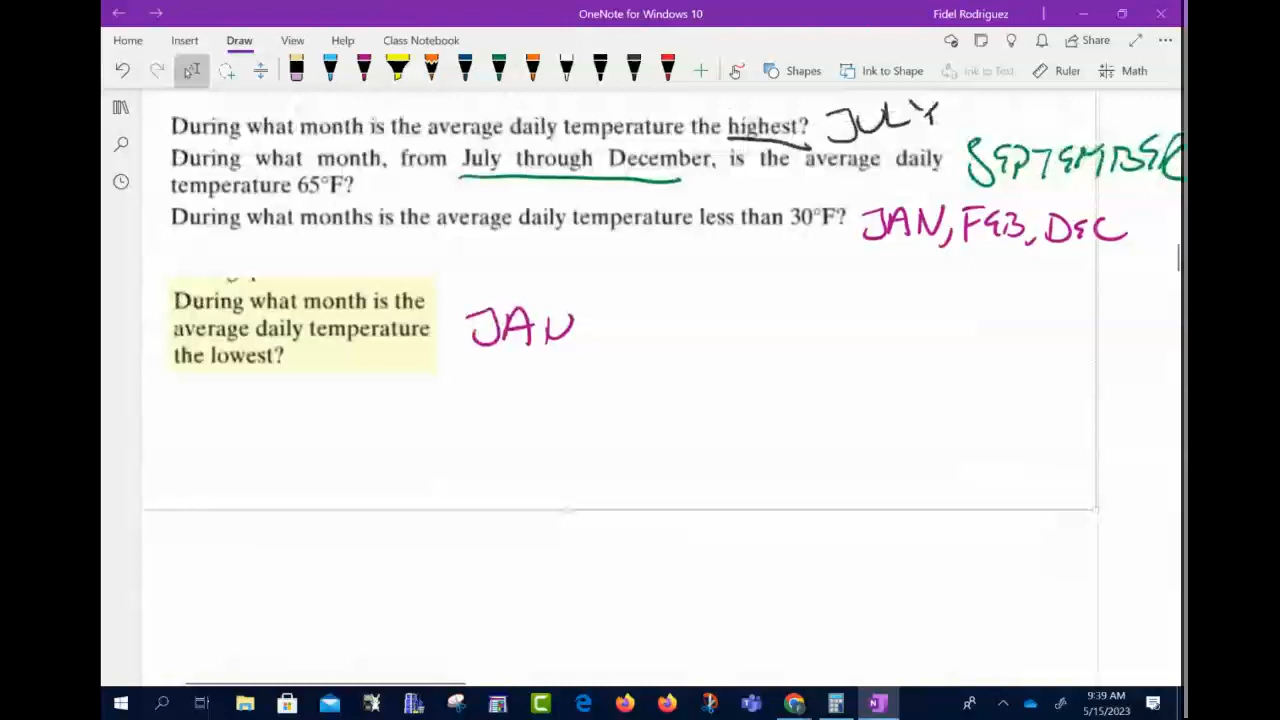 OneNote for Windows 10
Fidel Rodriguez
Home Insert Draw View Help Class Notebook
Share
Shapes Ink to Shape Ink to Text Ruler Math
During what month is the average daily temperature the highest? JULY
During what month, from July through December, is the average daily SEPTEMBER
temperature 65°F?
During what months is the average daily temperature less than 30°F? JAN, FEB, DEC
During what month is the
average daily temperature JAN
the lowest?
9:39 AM
5/15/2023